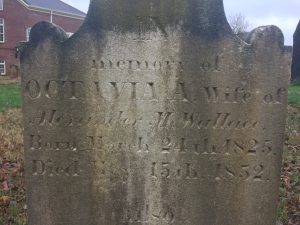 IN
memory of
OCTAVIA A. Wife of
Alexander M. Wallace.
Born March 24th 1825.
Died 15th 1852.